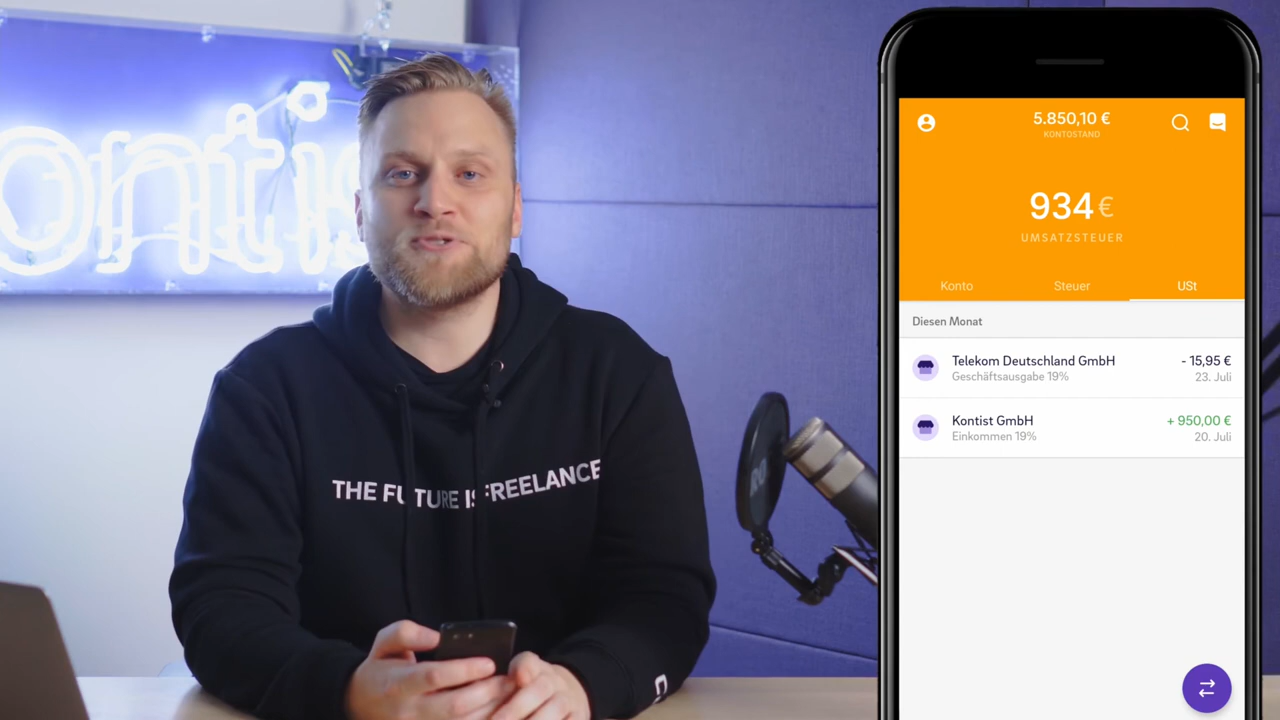 ontis
THE FUTURE IS FREELANCE
5.850,10 €
KONTOSTAND
934 €
UMSATZSTEUER
Konto
Steuer
USt
Diesen Monat
Telekom Deutschland GmbH
- 15,95 €
Geschäftsausgabe 19%
23. Juli
Kontist GmbH
+ 950,00 €
Einkommen 19%
20. Juli